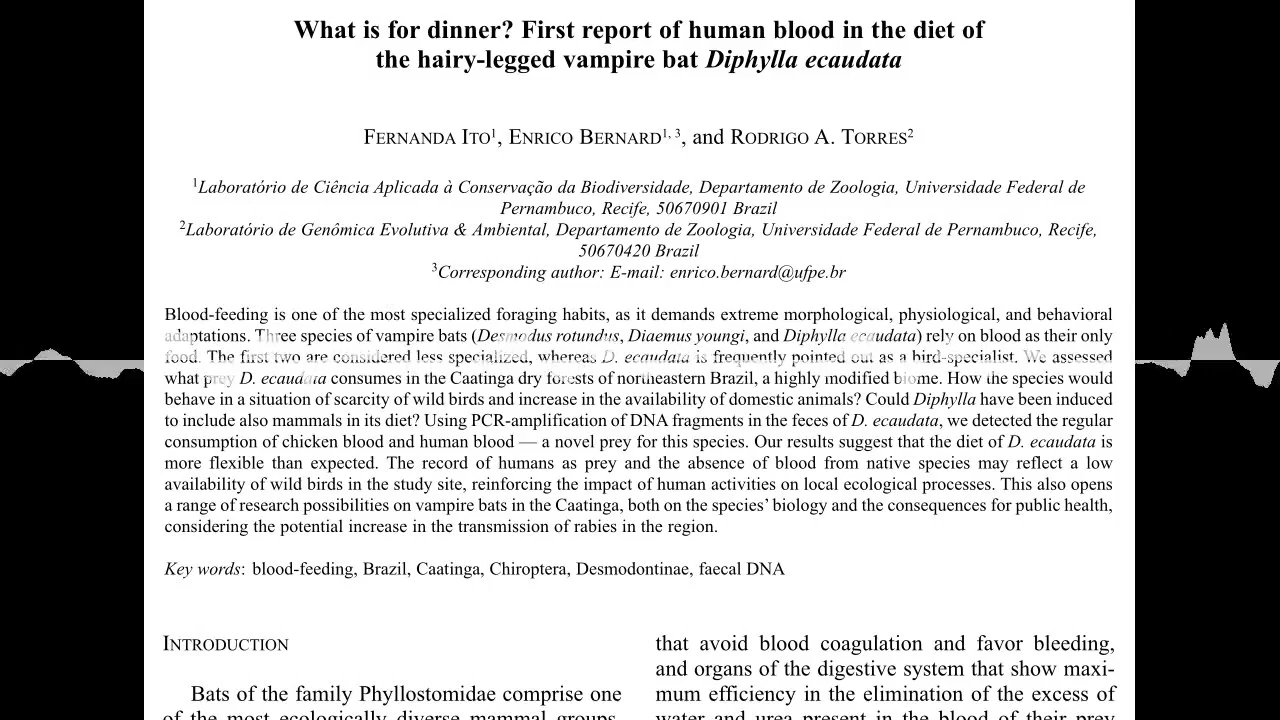 What is for dinner? First report of human blood in the diet of
the hairy-legged vampire bat Diphylla ecaudata
FERNANDA ITO1, ENRICO BERNARD1, 3, and RODRIGO A. TORRES2
1Laboratório de Ciência Aplicada à Conservação da Biodiversidade, Departamento de Zoologia, Universidade Federal de
Pernambuco, Recife, 50670901 Brazil
2Laboratório de Genômica Evolutiva & Ambiental, Departamento de Zoologia, Universidade Federal de Pernambuco, Recife,
50670420 Brazil
3Corresponding author: E-mail: enrico.bernard@ufpe.br
Blood-feeding is one of the most specialized foraging habits, as it demands extreme morphological, physiological, and behavioral
adaptations. Three species of vampire bats (Desmodus rotundus, Diaemus youngi, and Diphylla ecaudata) rely on blood as their only
food. The first two are considered less specialized, whereas D. ecaudata is frequently pointed out as a bird-specialist. We assessed
what prey D. ecaudata consumes in the Caatinga dry forests of northeastern Brazil, a highly modified biome. How the species would
behave in a situation of scarcity of wild birds and increase in the availability of domestic animals? Could Diphylla have been induced
to include also mammals in its diet? Using PCR-amplification of DNA fragments in the feces of D. ecaudata, we detected the regular
consumption of chicken blood and human blood — a novel prey for this species. Our results suggest that the diet of D. ecaudata is
more flexible than expected. The record of humans as prey and the absence of blood from native species may reflect a low
availability of wild birds in the study site, reinforcing the impact of human activities on local ecological processes. This also opens
a range of research possibilities on vampire bats in the Caatinga, both on the species’ biology and the consequences for public health,
considering the potential increase in the transmission of rabies in the region.
Key words: blood-feeding, Brazil, Caatinga, Chiroptera, Desmodontinae, faecal DNA
INTRODUCTION
Bats of the family Phyllostomidae comprise one
of the most ecologically diverse mammal groups,
that avoid blood coagulation and favor bleeding,
and organs of the digestive system that show maxi-
mum efficiency in the elimination of the excess of
water and urea present in the blood of their prey